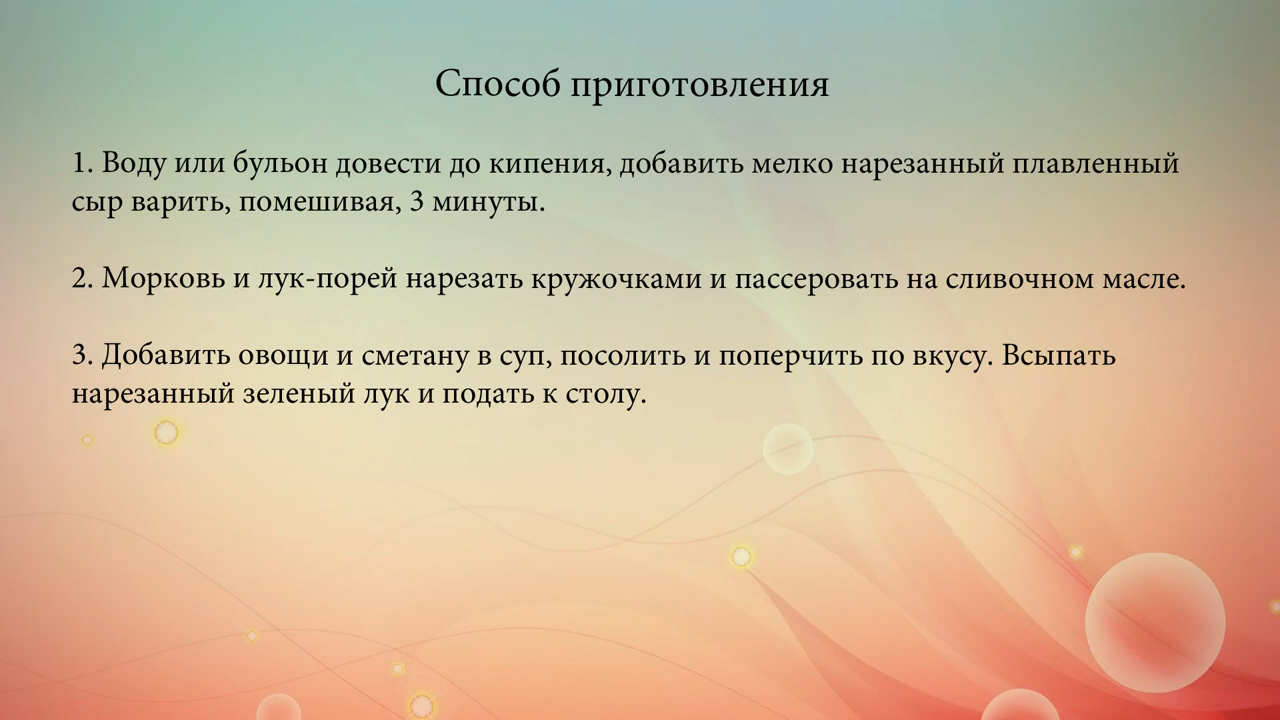 Способ приготовления
1. Воду или бульон довести до кипения, добавить мелко нарезанный плавленный
сыр варить, помешивая, 3 минуты.
2. Морковь и лук-порей нарезать кружочками и пассеровать на сливочном масле.
3. Добавить овощи и сметану в суп, посолить и поперчить по вкусу. Всыпать
нарезанный зеленый лук и подать к столу.